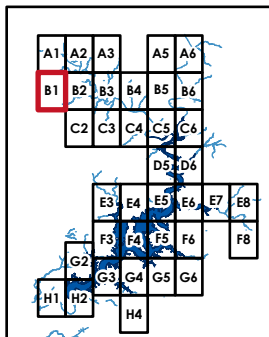 A1 A2 A3 A5 A6
B1 B2 B3 B4 B5 B6
C2 C3 C4 C5 C6
D5 D6
E3 E4 E5 E6 E7 E8
F3 F4 F5 F6 F8
G2
G3 G4 G5 G6
H1 H2
H4